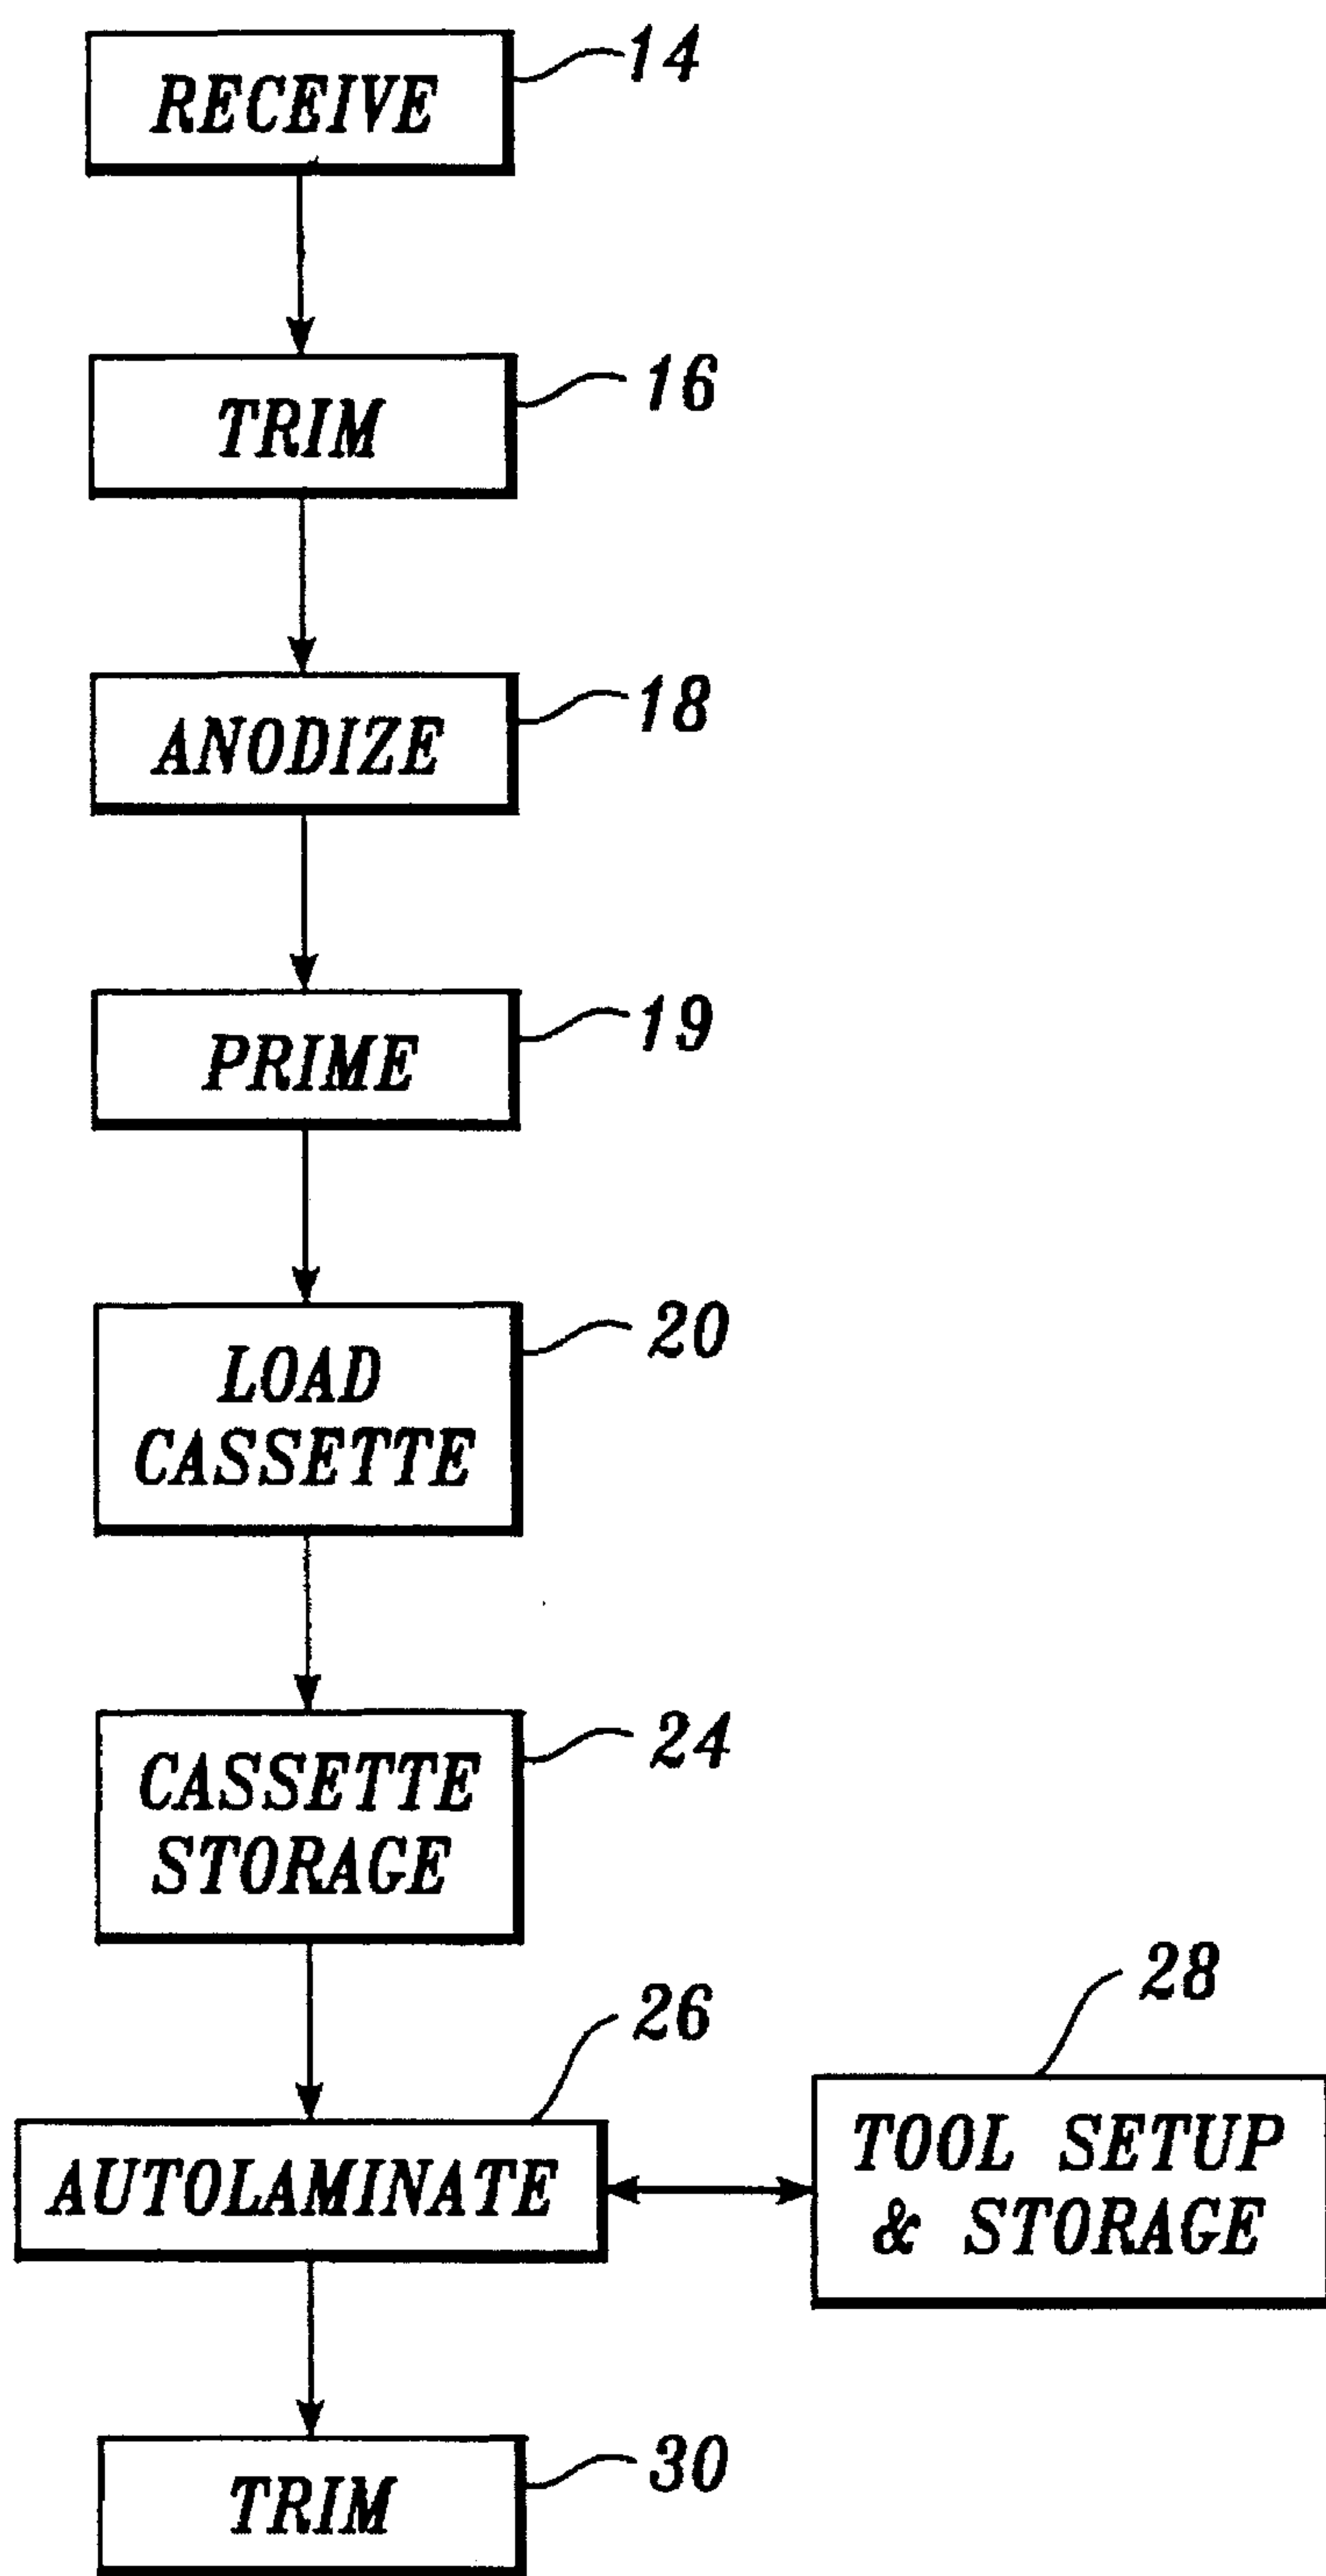 RECEIVE
14
TRIM
16
ANODIZE
18
PRIME
19
LOAD
CASSETTE
20
CASSETTE
STORAGE
24
AUTOLAMINATE
26
TOOL SETUP
& STORAGE
28
TRIM
30